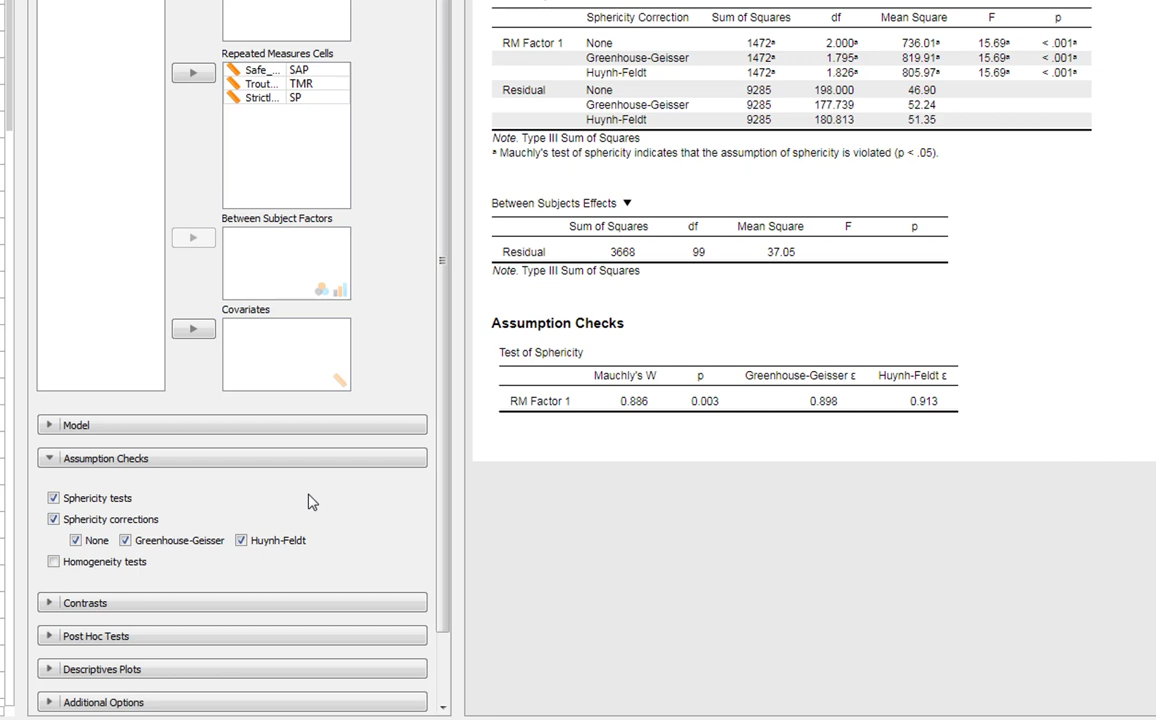 Repeated Measures Cells
Safe_... SAP
Trout... TMR
Strictl... SP
Between Subject Factors
Covariates
Model
Assumption Checks
Sphericity tests
Sphericity corrections
None Greenhouse-Geisser Huynh-Feldt
Homogeneity tests
Contrasts
Post Hoc Tests
Descriptives Plots
Additional Options
Sphericity Correction Sum of Squares df Mean Square F p
RM Factor 1 None 1472ᵃ 2.000ᵃ 736.01ᵃ 15.69ᵃ < .001ᵃ
Greenhouse-Geisser 1472ᵃ 1.795ᵃ 819.91ᵃ 15.69ᵃ < .001ᵃ
Huynh-Feldt 1472ᵃ 1.826ᵃ 805.97ᵃ 15.69ᵃ < .001ᵃ
Residual None 9285 198.000 46.90
Greenhouse-Geisser 9285 177.739 52.24
Huynh-Feldt 9285 180.813 51.35
Note. Type III Sum of Squares
ᵃ Mauchly's test of sphericity indicates that the assumption of sphericity is violated (p < .05).
Between Subjects Effects ▼
Sum of Squares df Mean Square F p
Residual 3668 99 37.05
Note. Type III Sum of Squares
Assumption Checks
Test of Sphericity
Mauchly's W p Greenhouse-Geisser ε Huynh-Feldt ε
RM Factor 1 0.886 0.003 0.898 0.913